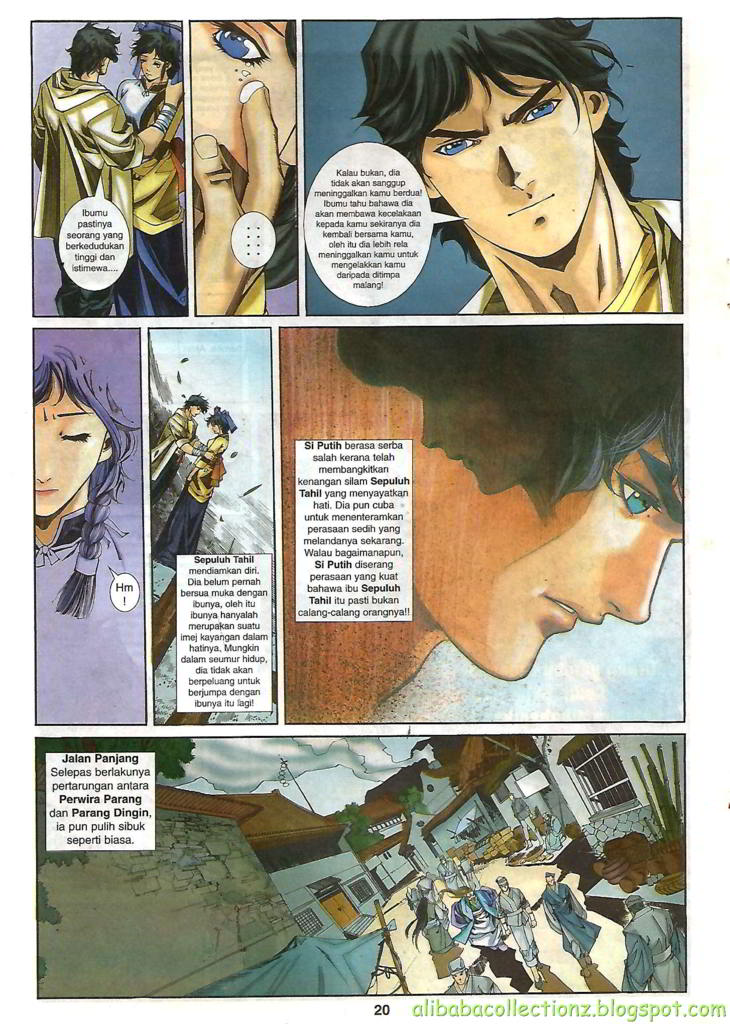 Ibumu
pastinya
seorang yang
berkedudukan
tinggi dan
istimewa....
Kalau bukan, dia
tidak akan sanggup
meninggalkan kamu berdua!
Ibumu tahu bahawa dia
akan membawa kecelakaan
kepada kamu sekiranya dia
kembali bersama kamu,
oleh itu dia lebih rela
meninggalkan kamu untuk
mengelakkan kamu
daripada ditimpa
malang!
Hm
!
Sepuluh Tahil
mendiamkan diri.
Dia belum pernah
bersua muka dengan
ibunya, oleh itu
ibunya hanyalah
merupakan suatu
imej kayangan dalam
hatinya, Mungkin
dalam seumur hidup,
dia tidak akan
berpeluang untuk
berjumpa dengan
ibunya itu lagi!
Si Putih berasa serba
salah kerana telah
membangkitkan
kenangan silam Sepuluh
Tahil yang menyayatkan
hati. Dia pun cuba
untuk menenteramkan
perasaan sedih yang
melandanya sekarang.
Walau bagaimanapun,
Si Putih diserang
perasaan yang kuat
bahawa ibu Sepuluh
Tahil itu pasti bukan
calang-calang orangnya!!
Jalan Panjang
Selepas berlakunya
pertarungan antara
Perwira Parang
dan Parang Dingin,
ia pun pulih sibuk
seperti biasa.
20
alibabacollectionz.blogspot.com